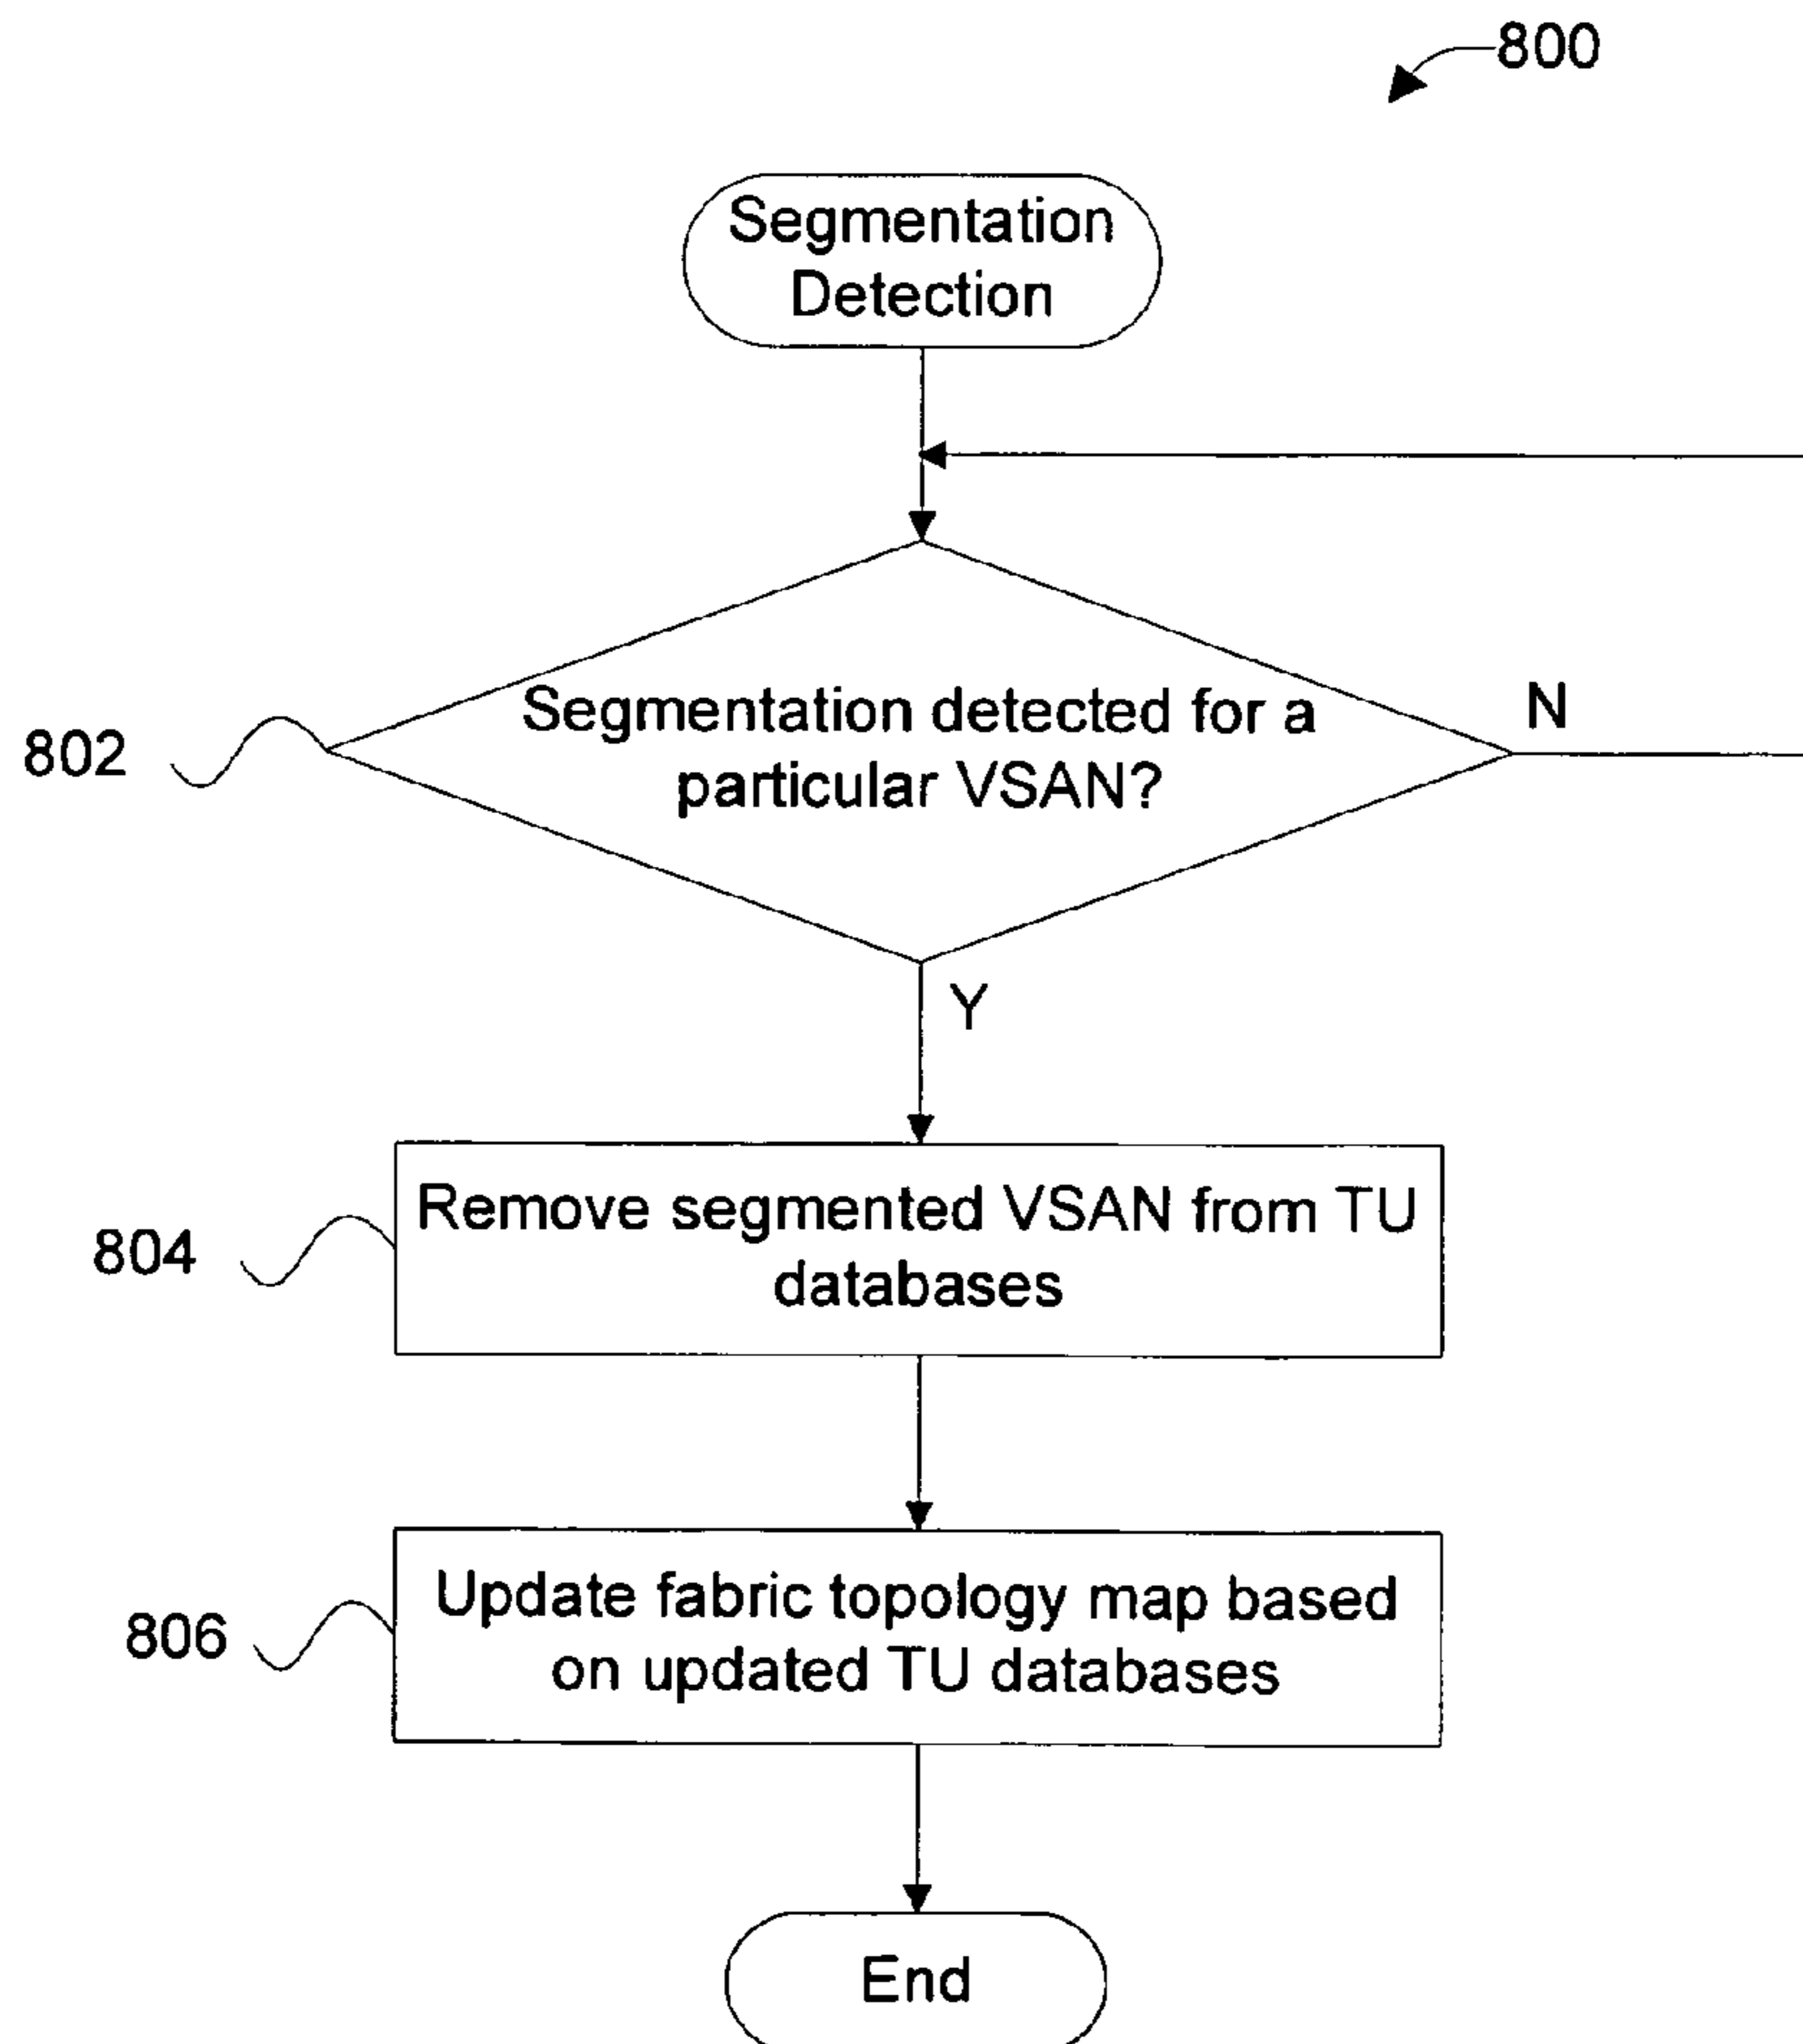 800
Segmentation
Detection
Segmentation detected for a
particular VSAN?
N
802
Y
Remove segmented VSAN from TU
databases
804
Update fabric topology map based
on updated TU databases
806
End